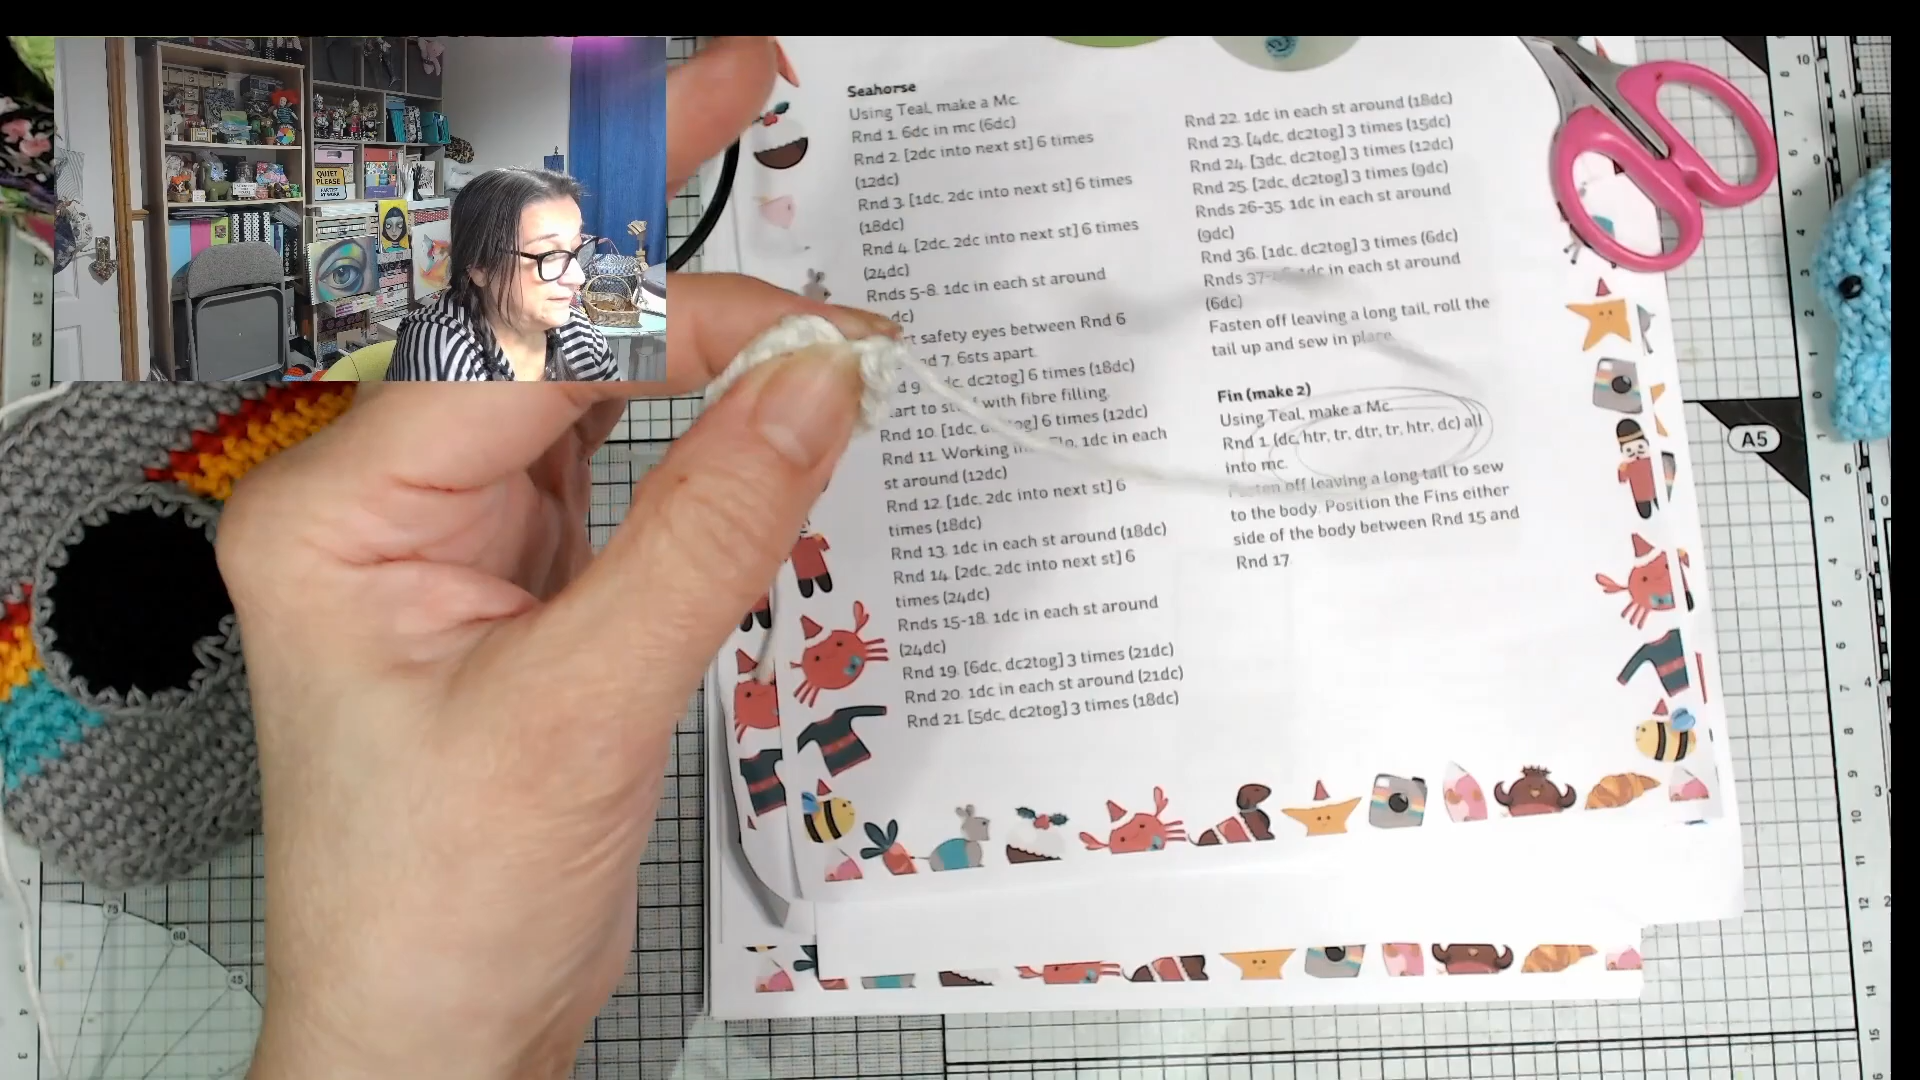 QUIET
PLEASE
Seahorse
Using Teal, make a Mc.
Rnd 1. 6dc in mc (6dc)
Rnd 2. [2dc into next st] 6 times
(12dc)
Rnd 3. [1dc, 2dc into next st] 6 times
(18dc)
Rnd 4. [2dc, 2dc into next st] 6 times
(24dc)
Rnds 5-8. 1dc in each st around
dc)
safety eyes between Rnd 6
7, 6sts apart.
9 dc, dc2tog] 6 times (18dc)
with fibre filling.
Rnd 10. [1dc, 6 times (12dc)
Rnd 11. Working 1dc in each
st around (12dc)
Rnd 12. [1dc, 2dc into next st] 6
times (18dc)
Rnd 13. 1dc in each st around (18dc)
Rnd 14. [2dc, 2dc into next st] 6
times (24dc)
Rnds 15-18. 1dc in each st around
(24dc)
Rnd 19. [6dc, dc2tog] 3 times (21dc)
Rnd 20. 1dc in each st around (21dc)
Rnd 21. [5dc, dc2tog] 3 times (18dc)
Rnd 22. 1dc in each st around (18dc)
Rnd 23. [4dc, dc2tog] 3 times (15dc)
Rnd 24. [3dc, dc2tog] 3 times (12dc)
Rnd 25. [2dc, dc2tog] 3 times (9dc)
Rnds 26-35. 1dc in each st around
(9dc)
Rnd 36. [1dc, dc2tog] 3 times (6dc)
Rnds 37- in each st around
(6dc)
Fasten off leaving a long tail, roll the
tail up and sew in place.
Fin (make 2)
Using Teal, make a Mc.
Rnd 1. (dc, htr, tr, dtr, tr, htr, dc) all
into mc.
Fasten off leaving a long tail to sew
to the body. Position the Fins either
side of the body between Rnd 15 and
Rnd 17.
A5
75
60
45